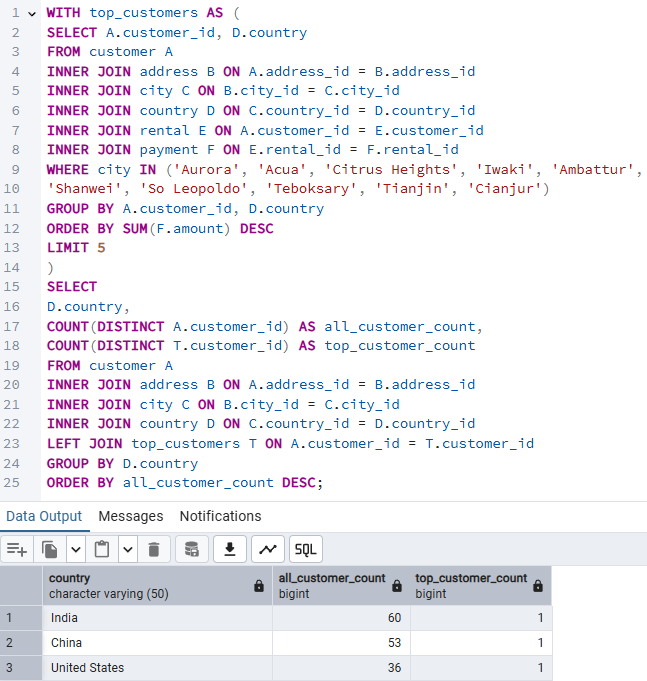 1 WITH top_customers AS (
2 SELECT A.customer_id, D.country
3 FROM customer A
4 INNER JOIN address B ON A.address_id = B.address_id
5 INNER JOIN city C ON B.city_id = C.city_id
6 INNER JOIN country D ON C.country_id = D.country_id
7 INNER JOIN rental E ON A.customer_id = E.customer_id
8 INNER JOIN payment F ON E.rental_id = F.rental_id
9 WHERE city IN ('Aurora', 'Acua', 'Citrus Heights', 'Iwaki', 'Ambattur',
10 'Shanwei', 'So Leopoldo', 'Teboksary', 'Tianjin', 'Cianjur')
11 GROUP BY A.customer_id, D.country
12 ORDER BY SUM(F.amount) DESC
13 LIMIT 5
14 )
15 SELECT
16 D.country,
17 COUNT(DISTINCT A.customer_id) AS all_customer_count,
18 COUNT(DISTINCT T.customer_id) AS top_customer_count
19 FROM customer A
20 INNER JOIN address B ON A.address_id = B.address_id
21 INNER JOIN city C ON B.city_id = C.city_id
22 INNER JOIN country D ON C.country_id = D.country_id
23 LEFT JOIN top_customers T ON A.customer_id = T.customer_id
24 GROUP BY D.country
25 ORDER BY all_customer_count DESC;
Data Output Messages Notifications
SQL
country all_customer_count top_customer_count
character varying (50) bigint bigint
1 India 60 1
2 China 53 1
3 United States 36 1